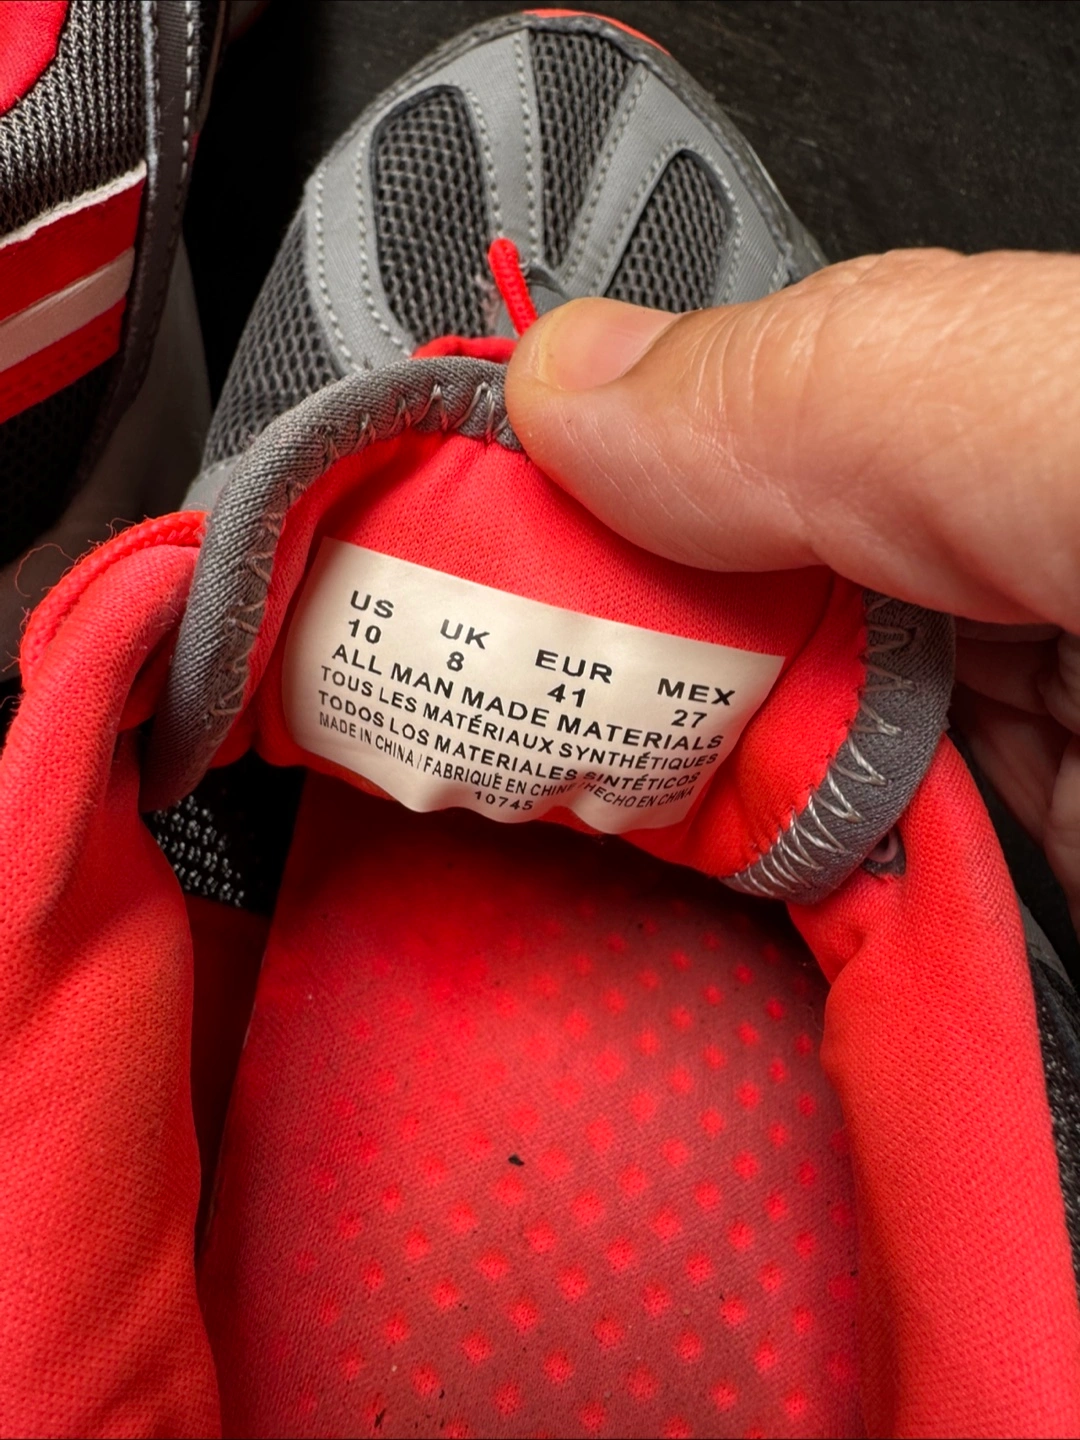 US UK EUR MEX
10 8 41 27
ALL MAN MADE MATERIALS
TOUS LES MATÉRIAUX SYNTHÉTIQUES
TODOS LOS MATERIALES SINTÉTICOS
MADE IN CHINA / FABRIQUÉ EN CHINE / HECHO EN CHINA
10745